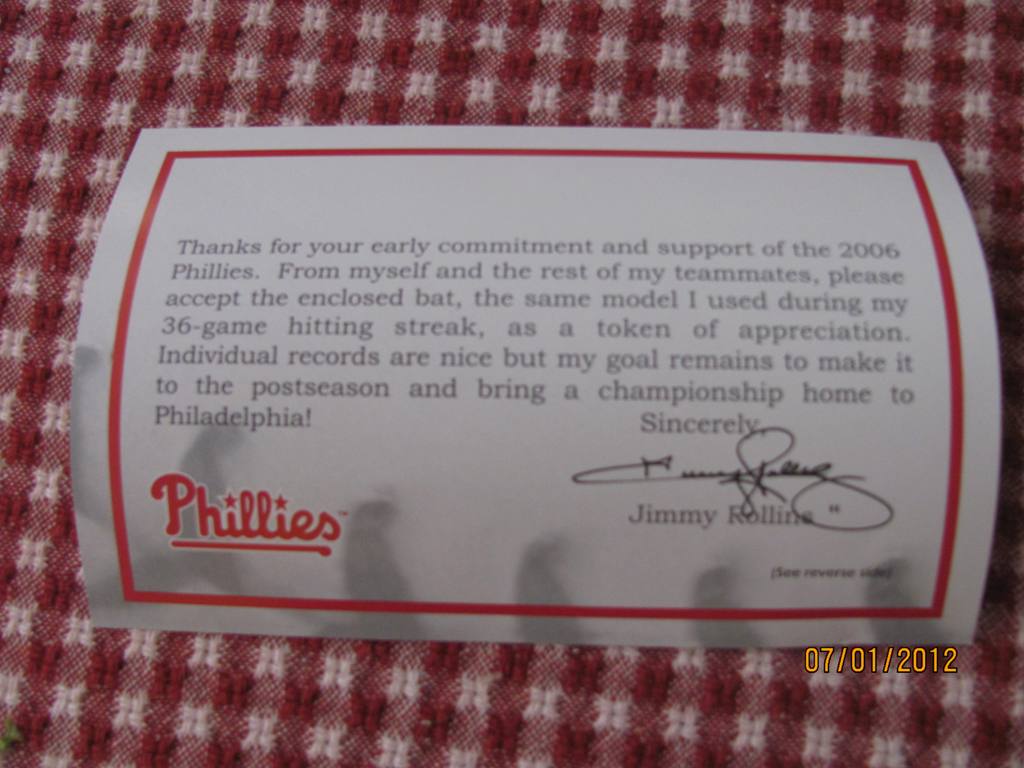 Thanks for your early commitment and support of the 2006
Phillies. From myself and the rest of my teammates, please
accept the enclosed bat, the same model I used during my
36-game hitting streak, as a token of appreciation.
Individual records are nice but my goal remains to make it
to the postseason and bring a championship home to
Philadelphia!
Sincerely,
Jimmy Rollins
Phillies™
Jimmy Rollins
(See reverse side)
07/01/2012